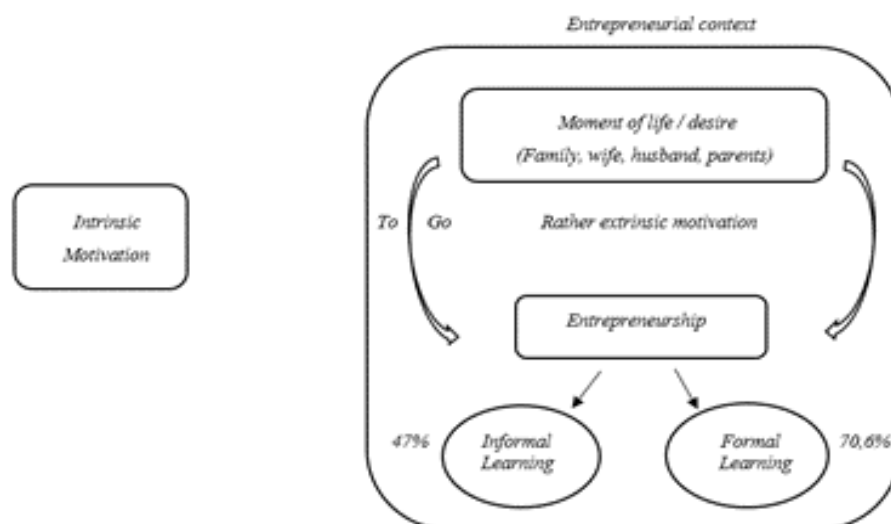 Entrepreneurial context
Moment of life / desire
(Family, wife, husband, parents)
Intrinsic
Motivation
To Go
Rather extrinsic motivation
Entrepreneurship
47%
Informal
Learning
Formal
Learning
70,6%